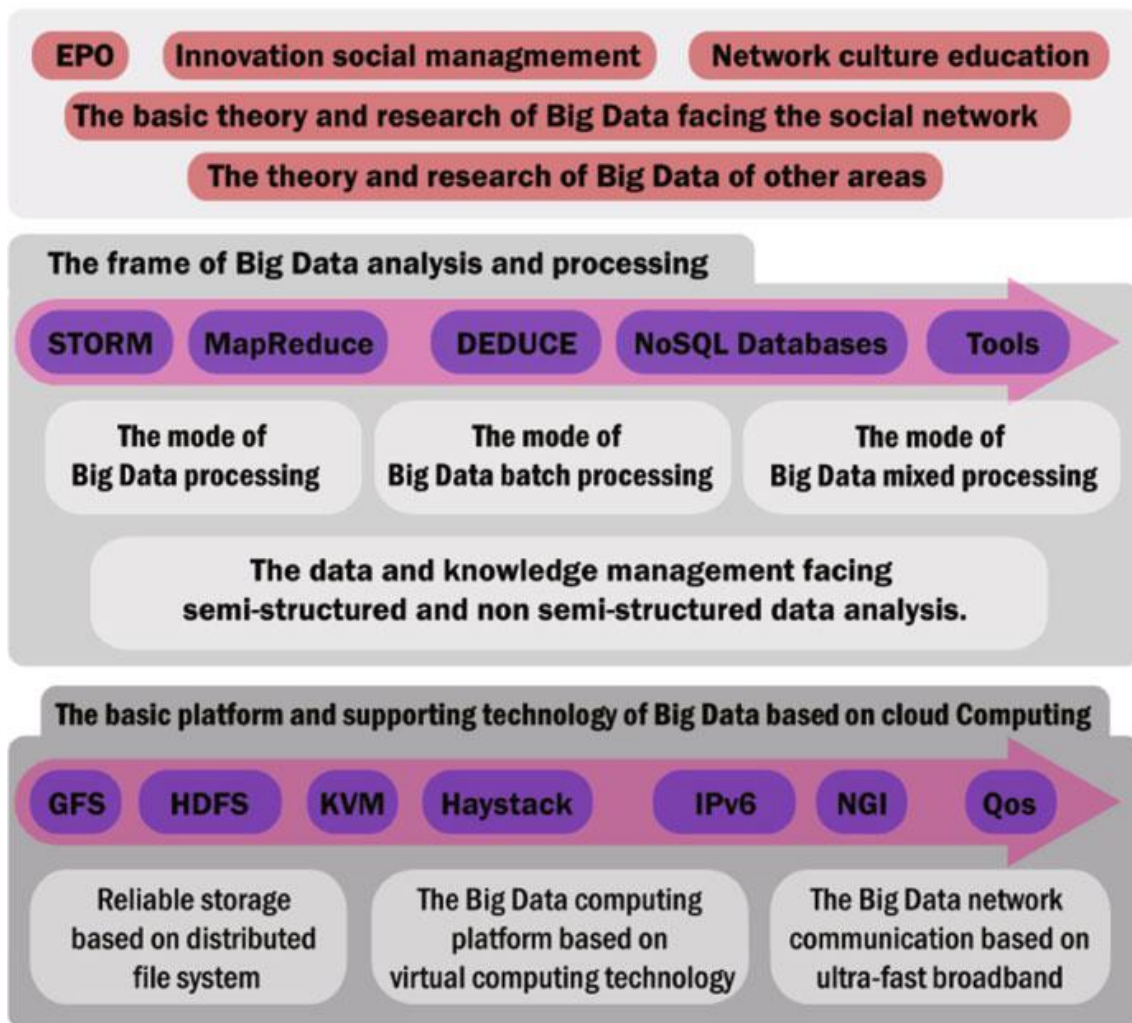 EPO
Innovation social managmement
Network culture education
The basic theory and research of Big Data facing the social network
The theory and research of Big Data of other areas
The frame of Big Data analysis and processing
STORM
MapReduce
DEDUCE
NoSQL Databases
Tools
The mode of
Big Data processing
The mode of
Big Data batch processing
The mode of
Big Data mixed processing
The data and knowledge management facing
semi-structured and non semi-structured data analysis.
The basic platform and supporting technology of Big Data based on cloud Computing
GFS
HDFS
KVM
Haystack
IPv6
NGI
Qos
Reliable storage
based on distributed
file system
The Big Data computing
platform based on
virtual computing technology
The Big Data network
communication based on
ultra-fast broadband